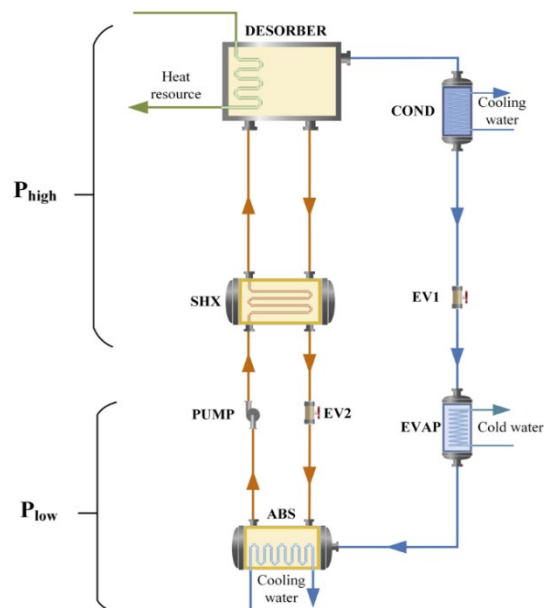 DESORBER
Heat
resource
COND
Cooling
water
P_high
EV1
SHX
PUMP
EV2
EVAP
Cold water
P_low
ABS
Cooling
water